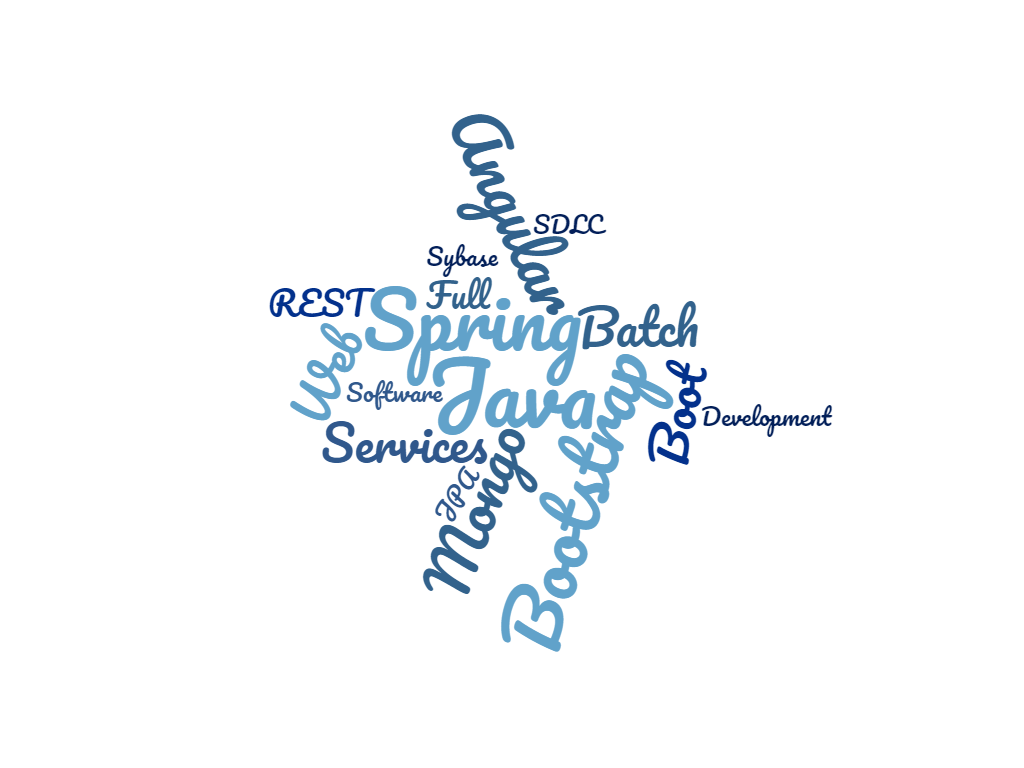 Angular
SDLC
Sybase
Full
REST
Spring
Batch
Web
Software
Java
Boot
Development
Services
JPA
Mongo
Bootstrap